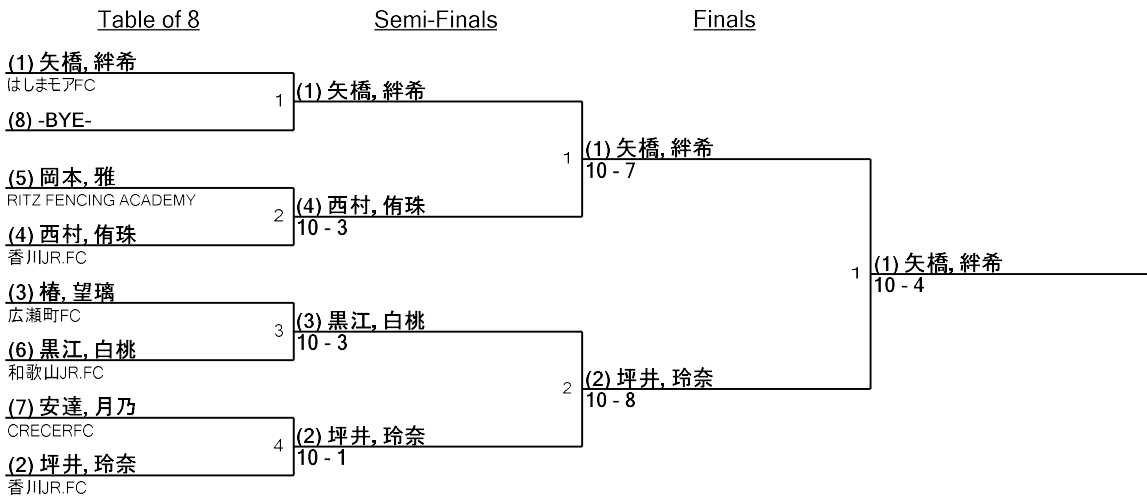 Table of 8
Semi-Finals
Finals
(1) 矢橋, 絆希
はしまモアFC
(8) -BYE-
1
(1) 矢橋, 絆希
(5) 岡本, 雅
RITZ FENCING ACADEMY
(4) 西村, 侑珠
香川JR.FC
2
(4) 西村, 侑珠
10 - 3
1
(1) 矢橋, 絆希
10 - 7
(3) 椿, 望璃
広瀬町FC
(6) 黒江, 白桃
和歌山JR.FC
3
(3) 黒江, 白桃
10 - 3
(7) 安達, 月乃
CRECERFC
(2) 坪井, 玲奈
香川JR.FC
4
(2) 坪井, 玲奈
10 - 1
2
(2) 坪井, 玲奈
10 - 8
1
(1) 矢橋, 絆希
10 - 4